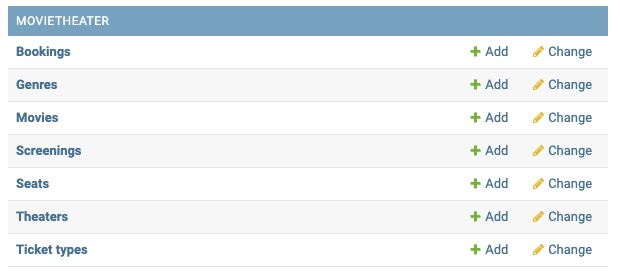 MOVIETHEATER
Bookings Add Change
Genres Add Change
Movies Add Change
Screenings Add Change
Seats Add Change
Theaters Add Change
Ticket types Add Change